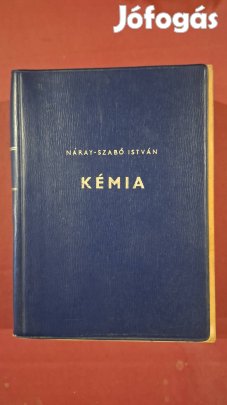 Jófogás
NÁRAY-SZABÓ ISTVÁN
KÉMIA